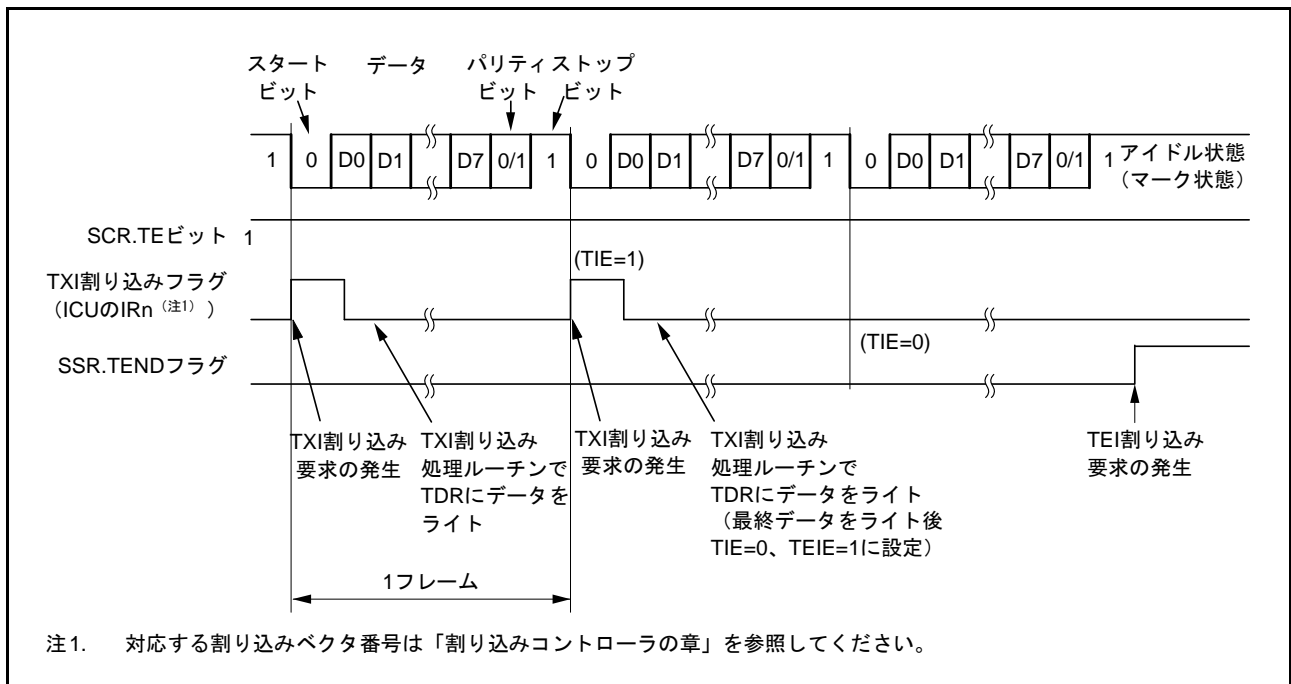 スタート データ パリティ ストップ
ビット ビット ビット
1 0 D0 D1 D7 0/1 1 0 D0 D1 D7 0/1 1 0 D0 D1 D7 0/1 1 アイドル状態
(マーク状態)
SCR.TEビット 1
(TIE=1)
TXI割り込みフラグ
(ICUのIRn (注1) )
(TIE=0)
SSR.TENDフラグ
TXI割り込み
要求の発生
TXI割り込み
処理ルーチンで
TDRにデータを
ライト
TXI割り込み
要求の発生
TXI割り込み
処理ルーチンで
TDRにデータをライト
(最終データをライト後
TIE=0、TEIE=1に設定)
TEI割り込み
要求の発生
1フレーム
注1. 対応する割り込みベクタ番号は「割り込みコントローラの章」を参照してください。